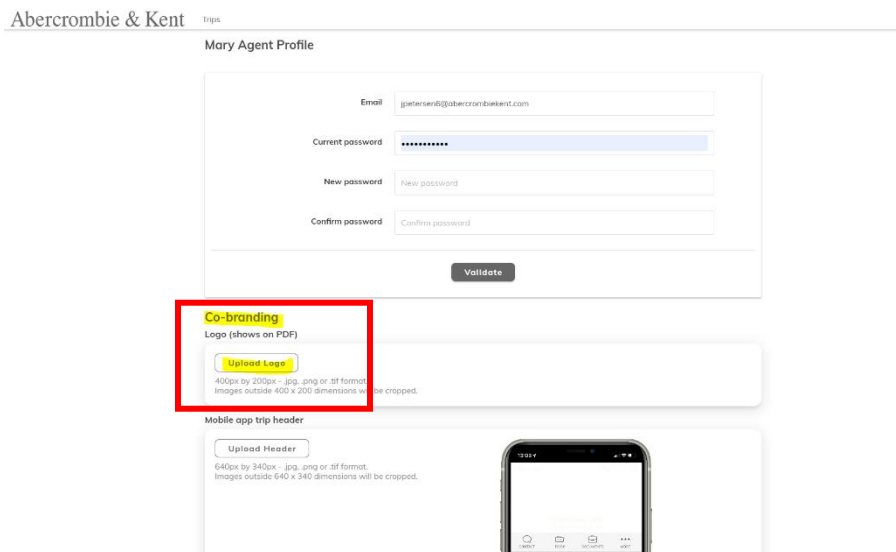 Abercrombie & Kent Trips
Mary Agent Profile
Email jpetersen8@abercrombiekent.com
Current password
New password New password
Confirm password Confirm password
Validate
Co-branding
Logo (shows on PDF)
Upload Logo
400px by 200px - .jpg, .png or .tif format.
Images outside 400 x 200 dimensions will be cropped.
Mobile app trip header
Upload Header
640px by 340px - .jpg, .png or .tif format.
Images outside 640 x 340 dimensions will be cropped.